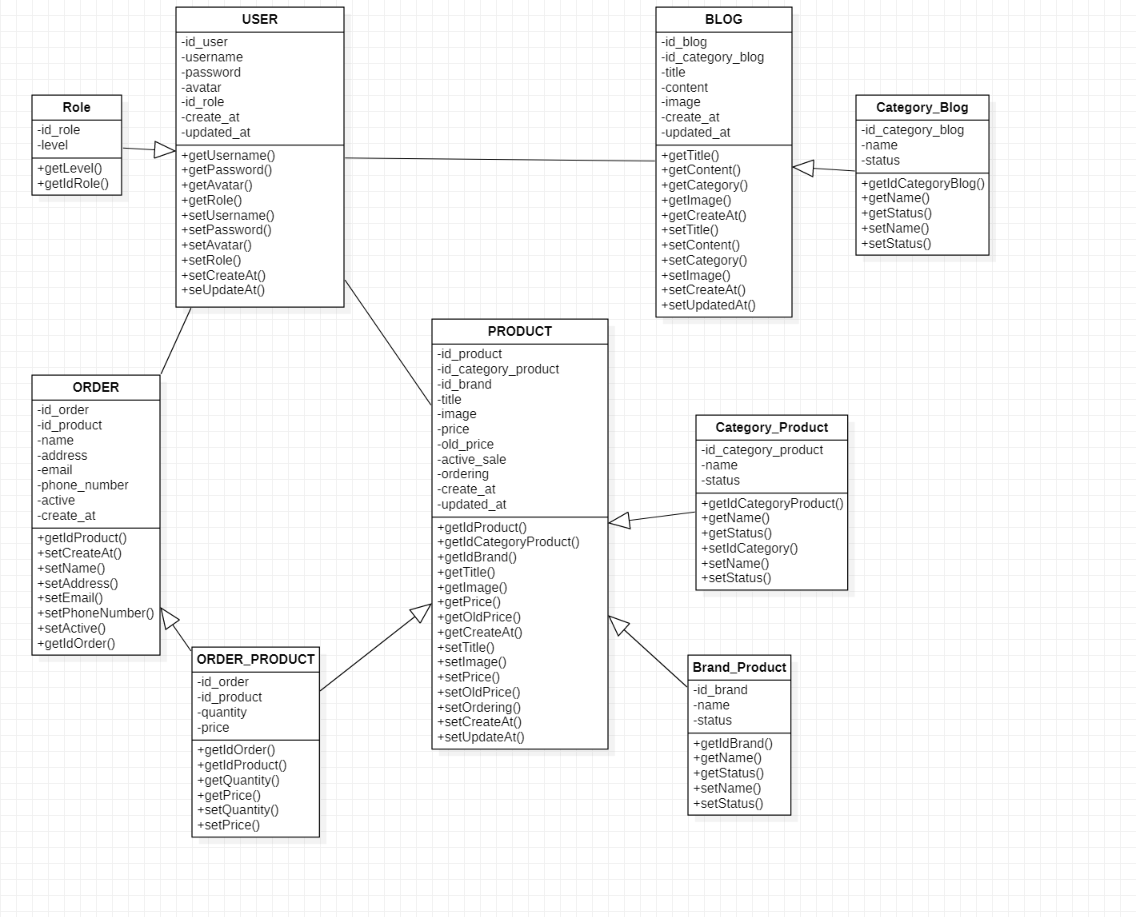 USER
-id_user
-username
-password
-avatar
-id_role
-create_at
-updated_at
+getUsername()
+getPassword()
+getAvatar()
+getRole()
+setUsername()
+setPassword()
+setAvatar()
+setRole()
+setCreateAt()
+seUpdateAt()
BLOG
-id_blog
-id_category_blog
-title
-content
-image
-create_at
-updated_at
+getTitle()
+getContent()
+getCategory()
+getImage()
+getCreateAt()
+setTitle()
+setContent()
+setCategory()
+setImage()
+setCreateAt()
+setUpdatedAt()
Role
-id_role
-level
+getLevel()
+getIdRole()
Category_Blog
-id_category_blog
-name
-status
+getIdCategoryBlog()
+getName()
+getStatus()
+setName()
+setStatus()
PRODUCT
-id_product
-id_category_product
-id_brand
-title
-image
-price
-old_price
-active_sale
-ordering
-create_at
-updated_at
+getIdProduct()
+getIdCategoryProduct()
+getIdBrand()
+getTitle()
+getImage()
+getPrice()
+getOldPrice()
+getCreateAt()
+setTitle()
+setImage()
+setPrice()
+setOldPrice()
+setOrdering()
+setCreateAt()
+setUpdateAt()
ORDER
-id_order
-id_product
-name
-address
-email
-phone_number
-active
-create_at
+getIdProduct()
+setCreateAt()
+setName()
+setAddress()
+setEmail()
+setPhoneNumber()
+setActive()
+getIdOrder()
Category_Product
-id_category_product
-name
-status
+getIdCategoryProduct()
+getName()
+getStatus()
+setIdCategory()
+setName()
+setStatus()
ORDER_PRODUCT
-id_order
-id_product
-quantity
-price
+getIdOrder()
+getIdProduct()
+getQuantity()
+getPrice()
+setQuantity()
+setPrice()
Brand_Product
-id_brand
-name
-status
+getIdBrand()
+getName()
+getStatus()
+setName()
+setStatus()